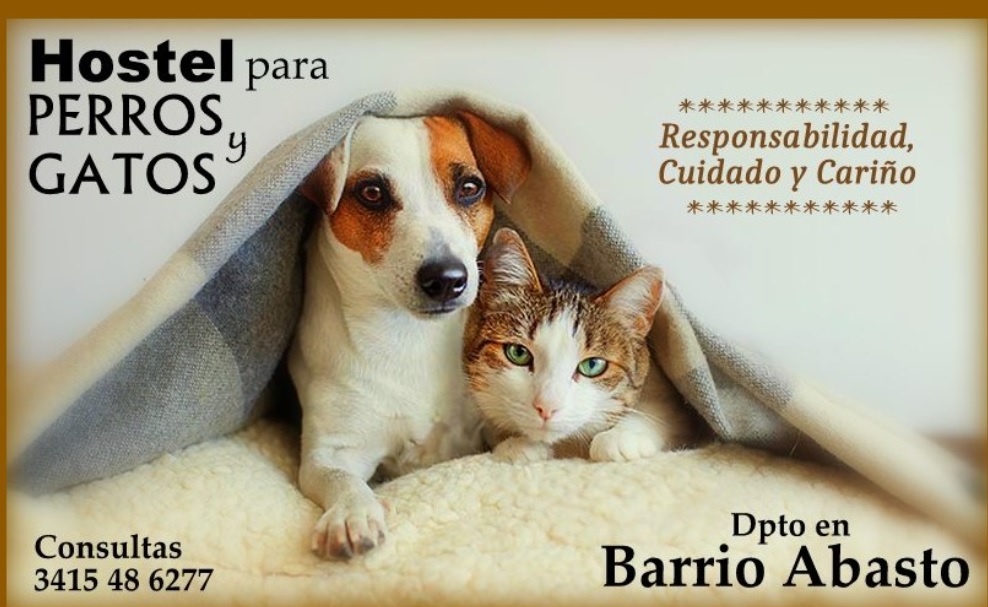 Hostel para
PERROS
y
GATOS
***********
Responsabilidad,
Cuidado y Cariño
***********
Consultas
3415 48 6277
Dpto en
Barrio Abasto